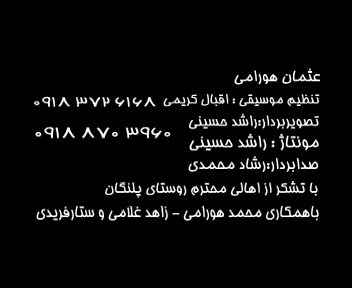 عثمان هورامی
تنظیم موسیقی : اقبال کریمی ۰۹۱۸ ۳۷۲ ۶۱۶۸
تصویربردار:راشد حسینی
مونتاژ : راشد حسینی ۰۹۱۸ ۸۷۰ ۳۹۶۰
صدابردار:رشاد محمدی
با تشکر از اهالی محترم روستای پلنگان
باهمکاری محمد هورامی – زاهد غلامی و ستارفریدی